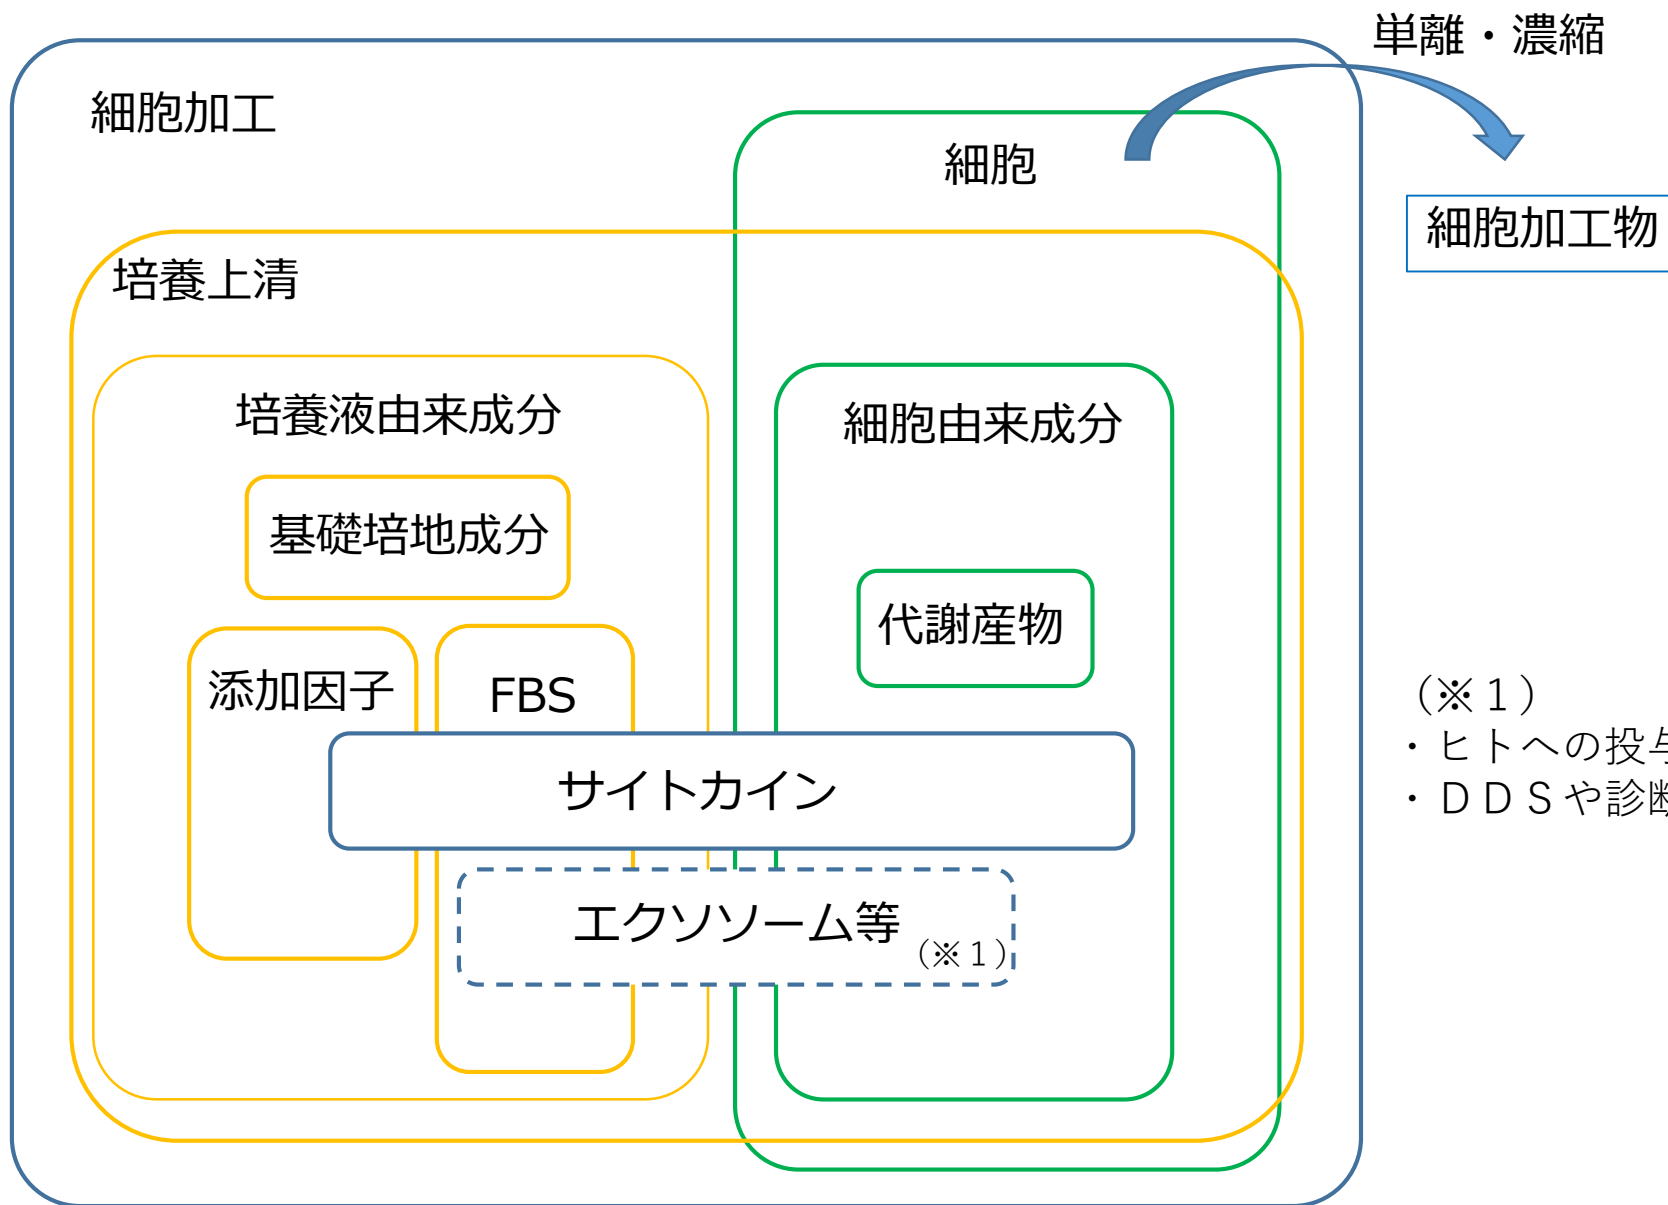 単離・濃縮
細胞加工
細胞
細胞加工物
培養上清
培養液由来成分
細胞由来成分
基礎培地成分
代謝産物
添加因子
FBS
サイトカイン
エクソソーム等
（※１）
（※１）
・ヒトへの投与
・ＤＤＳや診断